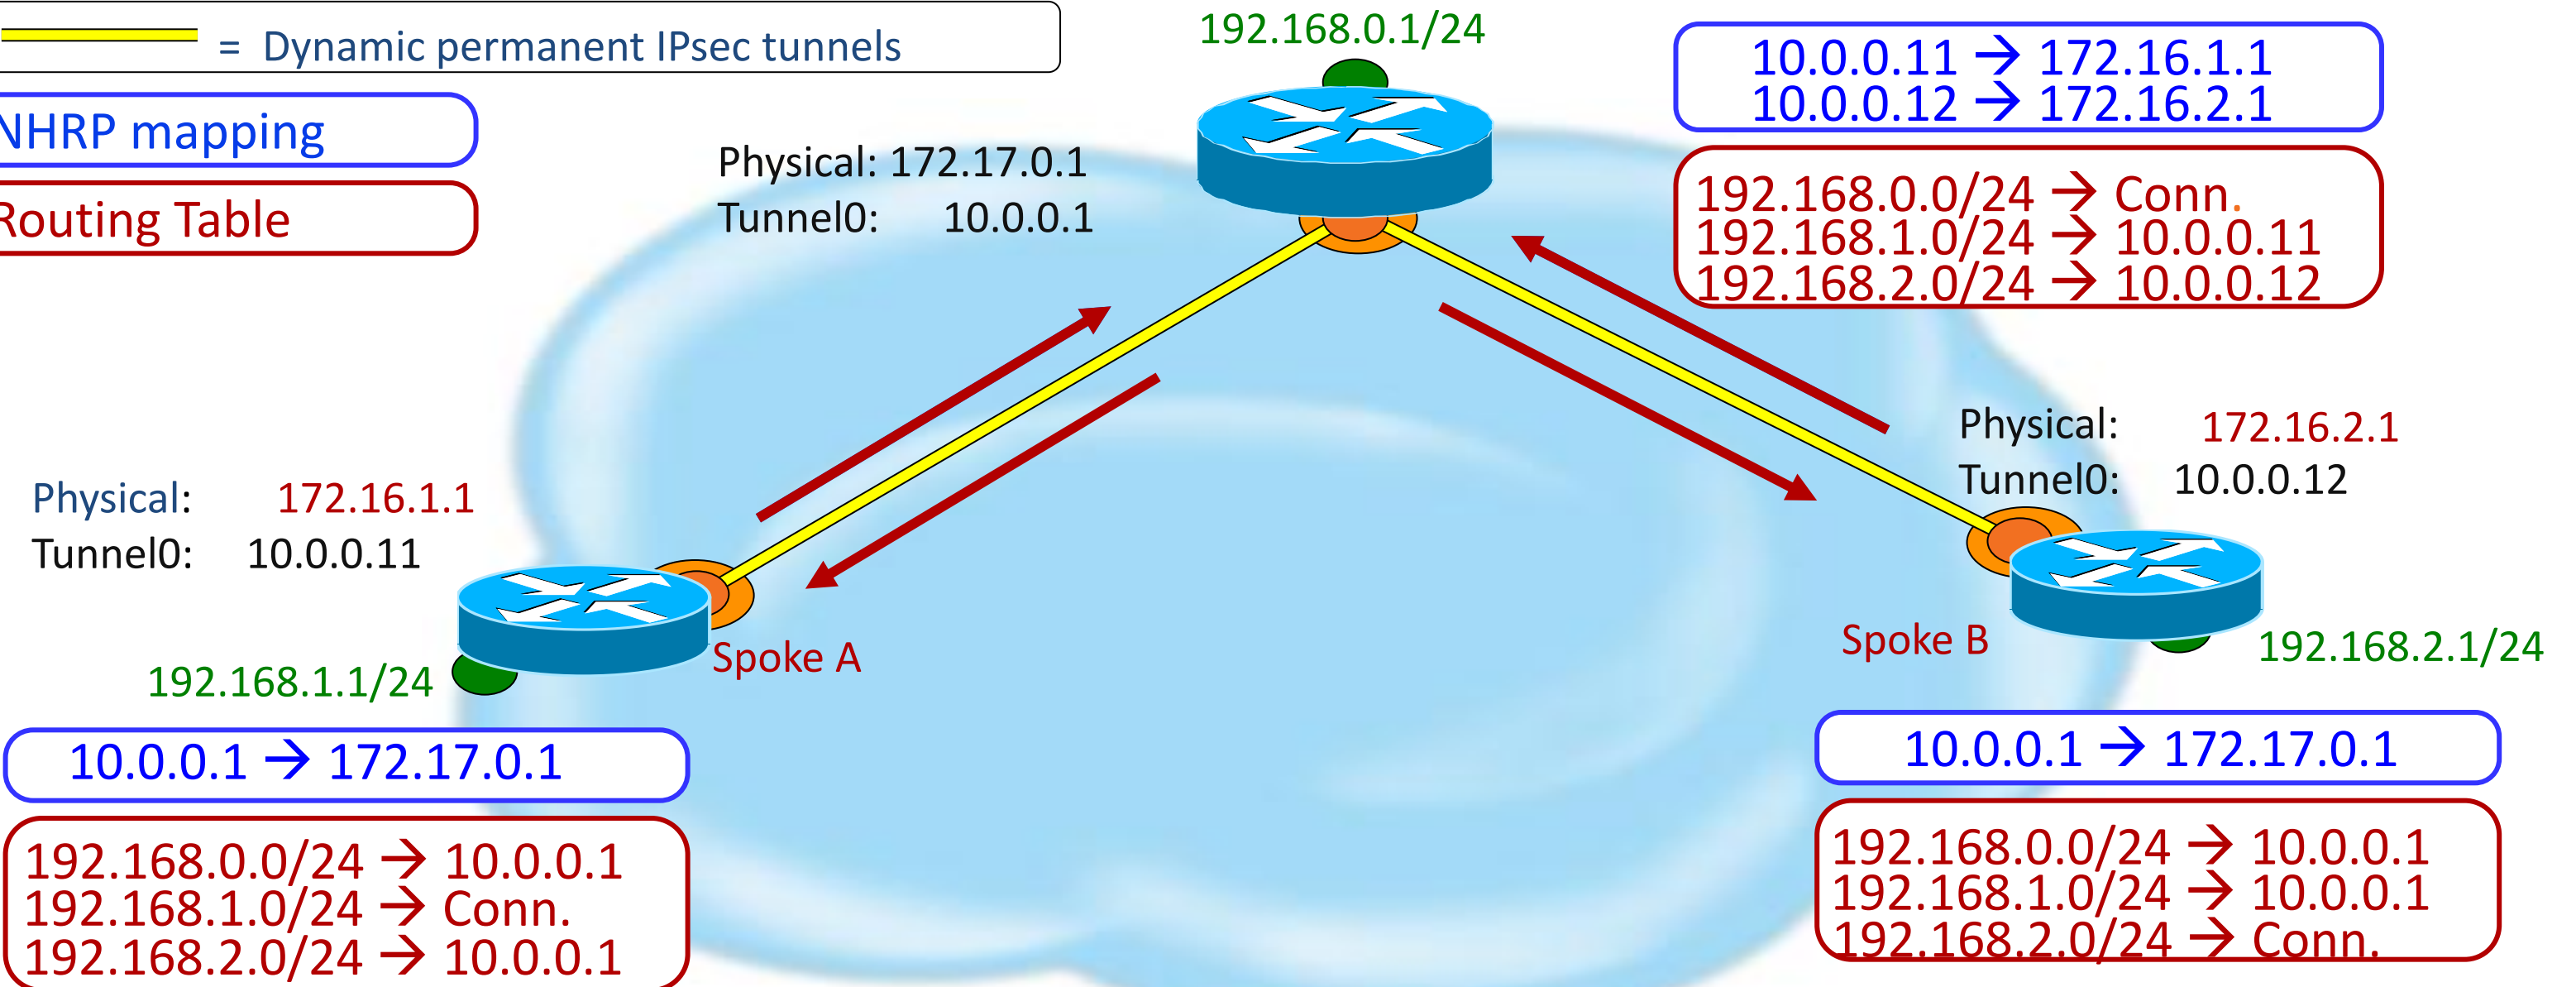 = Dynamic permanent IPsec tunnels
NHRP mapping
Routing Table
192.168.0.1/24
Physical: 172.17.0.1
Tunnel0: 10.0.0.1
10.0.0.11 → 172.16.1.1
10.0.0.12 → 172.16.2.1
192.168.0.0/24 → Conn.
192.168.1.0/24 → 10.0.0.11
192.168.2.0/24 → 10.0.0.12
Physical: 172.16.1.1
Tunnel0: 10.0.0.11
Spoke A
192.168.1.1/24
10.0.0.1 → 172.17.0.1
192.168.0.0/24 → 10.0.0.1
192.168.1.0/24 → Conn.
192.168.2.0/24 → 10.0.0.1
Physical: 172.16.2.1
Tunnel0: 10.0.0.12
Spoke B
192.168.2.1/24
10.0.0.1 → 172.17.0.1
192.168.0.0/24 → 10.0.0.1
192.168.1.0/24 → 10.0.0.1
192.168.2.0/24 → Conn.